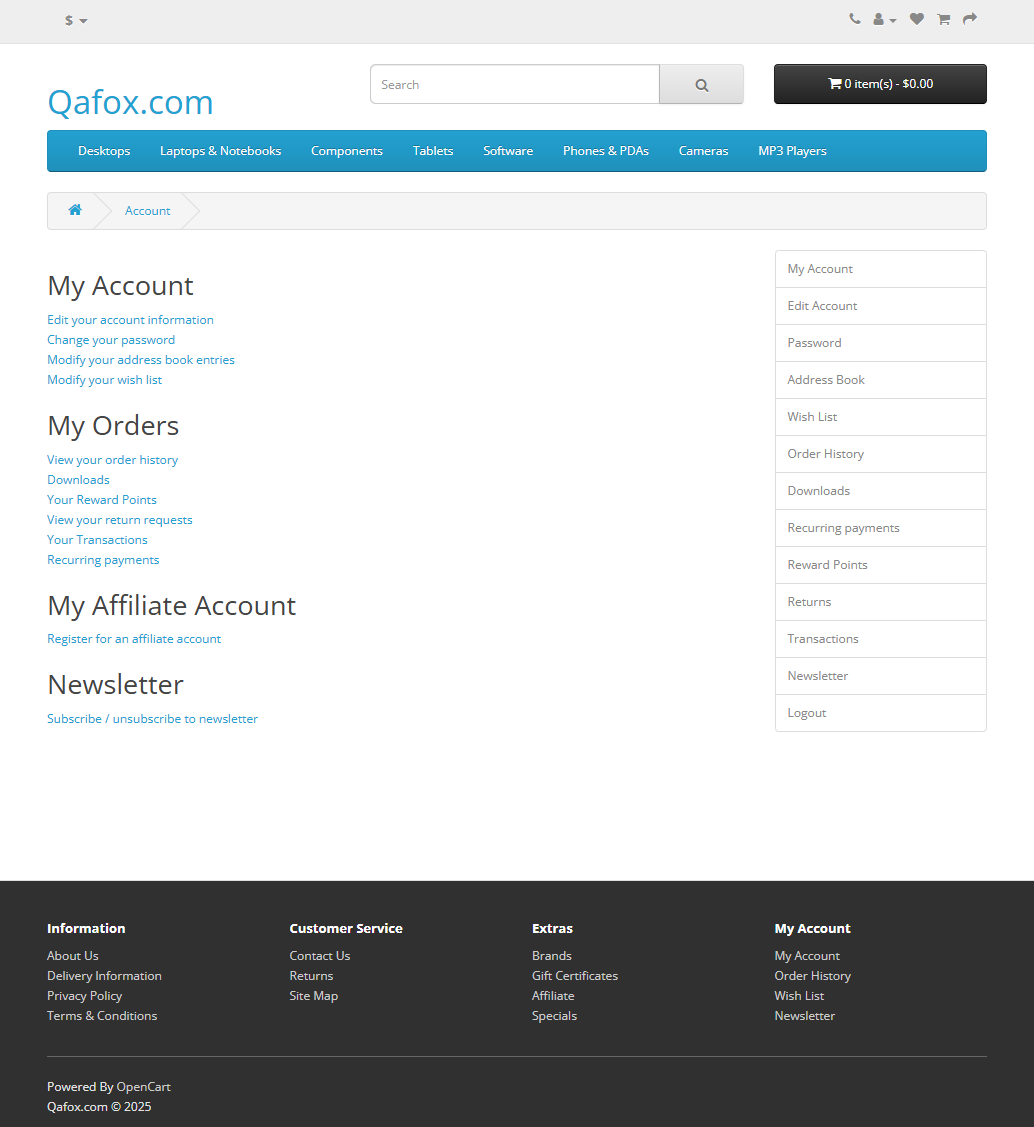 $
Qafox.com
Search
0 item(s) - $0.00
Desktops Laptops & Notebooks Components Tablets Software Phones & PDAs Cameras MP3 Players
Account
My Account
Edit your account information
Change your password
Modify your address book entries
Modify your wish list
My Orders
View your order history
Downloads
Your Reward Points
View your return requests
Your Transactions
Recurring payments
My Affiliate Account
Register for an affiliate account
Newsletter
Subscribe / unsubscribe to newsletter
My Account
Edit Account
Password
Address Book
Wish List
Order History
Downloads
Recurring payments
Reward Points
Returns
Transactions
Newsletter
Logout
Information
About Us
Delivery Information
Privacy Policy
Terms & Conditions
Customer Service
Contact Us
Returns
Site Map
Extras
Brands
Gift Certificates
Affiliate
Specials
My Account
My Account
Order History
Wish List
Newsletter
Powered By OpenCart
Qafox.com © 2025